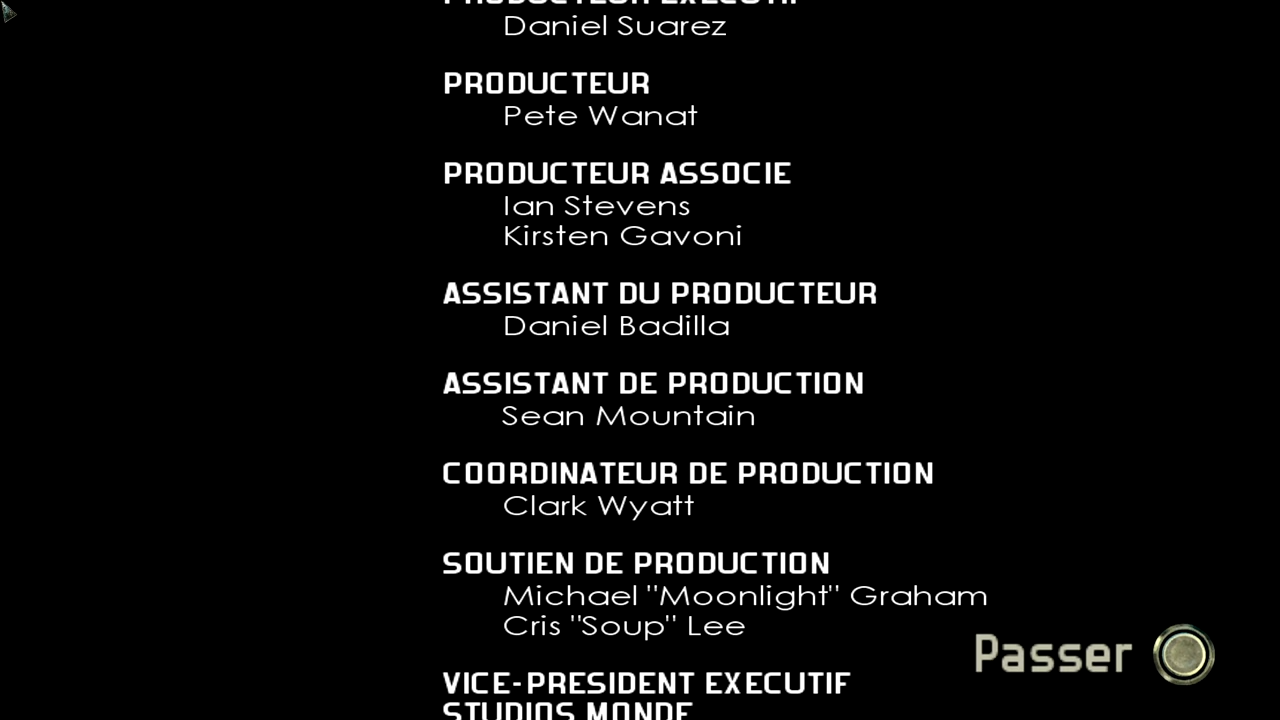 PRODUCTEUR EXECUTIF
Daniel Suarez
PRODUCTEUR
Pete Wanat
PRODUCTEUR ASSOCIE
Ian Stevens
Kirsten Gavoni
ASSISTANT DU PRODUCTEUR
Daniel Badilla
ASSISTANT DE PRODUCTION
Sean Mountain
COORDINATEUR DE PRODUCTION
Clark Wyatt
SOUTIEN DE PRODUCTION
Michael "Moonlight" Graham
Cris "Soup" Lee
Passer
VICE-PRESIDENT EXECUTIF
STUDIOS MONDE